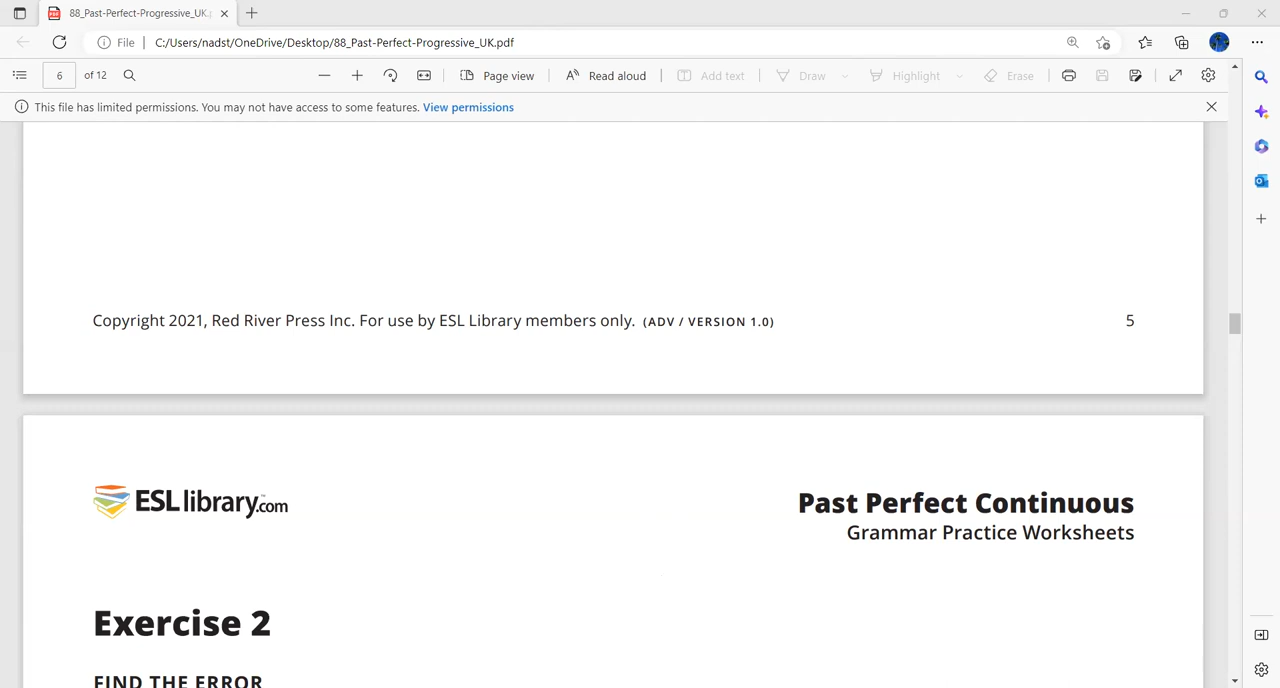 88_Past-Perfect-Progressive_UK.p
File C:/Users/nadst/OneDrive/Desktop/88_Past-Perfect-Progressive_UK.pdf
6 of 12 Page view Read aloud Add text Draw Highlight Erase
This file has limited permissions. You may not have access to some features. View permissions
Copyright 2021, Red River Press Inc. For use by ESL Library members only. (ADV / VERSION 1.0) 5
ESL library.com
Past Perfect Continuous
Grammar Practice Worksheets
Exercise 2
FIND THE ERROR